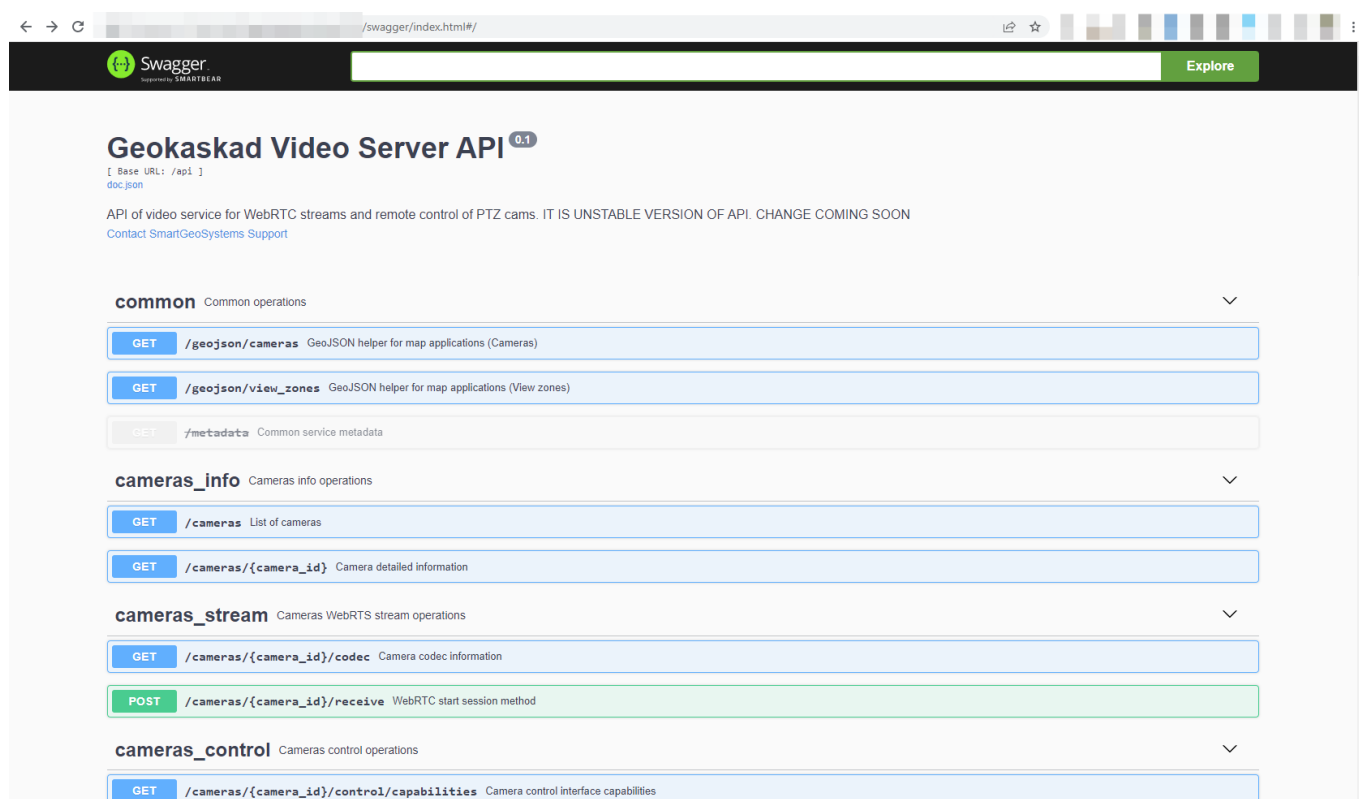 /swagger/index.html#/
Swagger.
Supported by SMARTBEAR
Explore
Geokaskad Video Server API 0.1
[ Base URL: /api ]
doc.json
API of video service for WebRTC streams and remote control of PTZ cams. IT IS UNSTABLE VERSION OF API. CHANGE COMING SOON
Contact SmartGeoSystems Support
common Common operations
GET /geojson/cameras GeoJSON helper for map applications (Cameras)
GET /geojson/view_zones GeoJSON helper for map applications (View zones)
GET /metadata Common service metadata
cameras_info Cameras info operations
GET /cameras List of cameras
GET /cameras/{camera_id} Camera detailed information
cameras_stream Cameras WebRTS stream operations
GET /cameras/{camera_id}/codec Camera codec information
POST /cameras/{camera_id}/receive WebRTC start session method
cameras_control Cameras control operations
GET /cameras/{camera_id}/control/capabilities Camera control interface capabilities